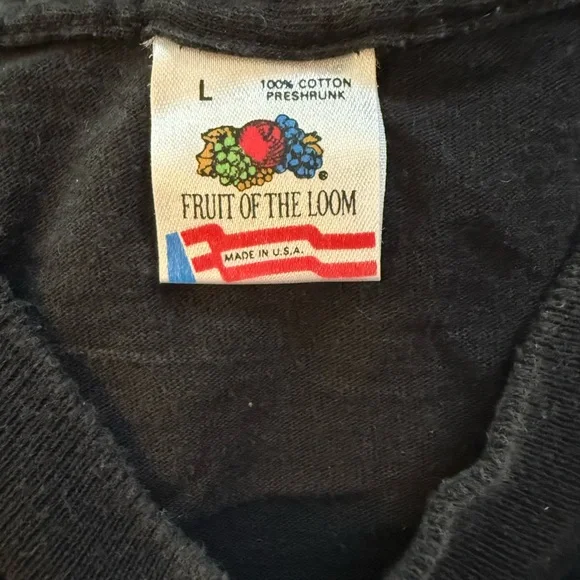 L
100% COTTON
PRESHRUNK
FRUIT OF THE LOOM
MADE IN U.S.A.